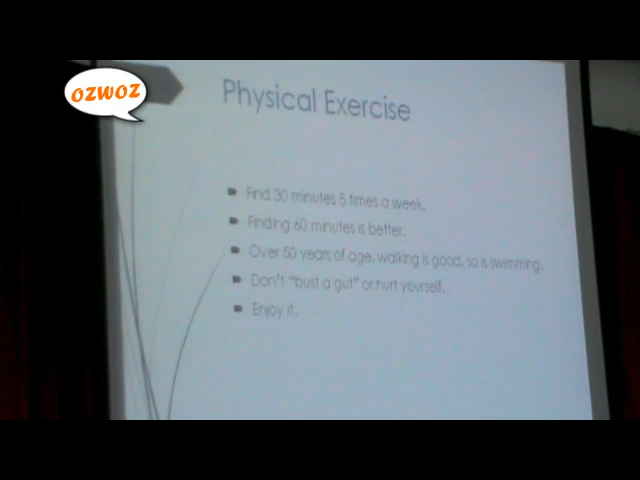 ozwoz
Physical Exercise
Find 30 minutes 5 times a week.
Finding 60 minutes is better.
Over 50 years of age, walking is good, so is swimming.
Don't "bust a gut" or hurt yourself.
Enjoy it.